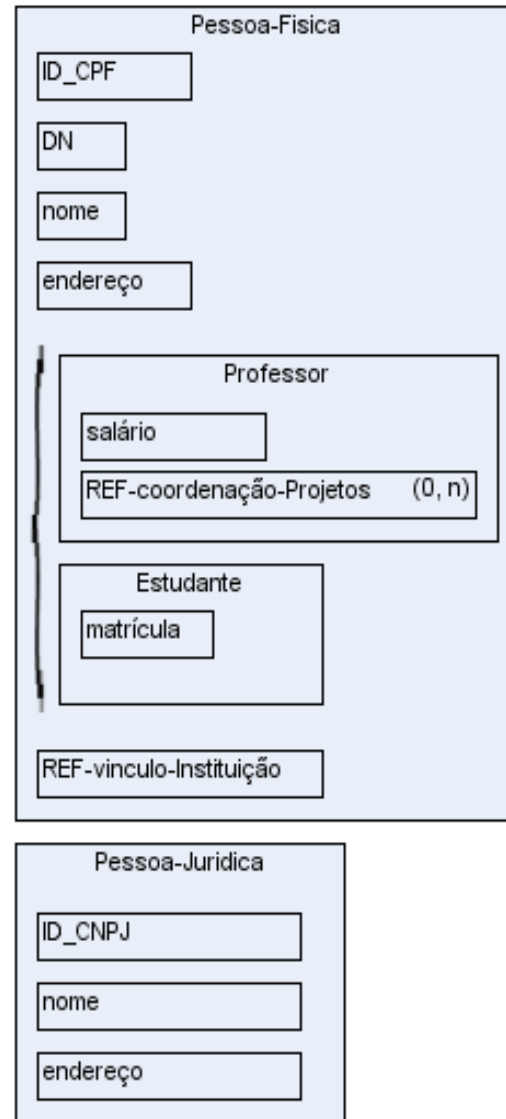 Pessoa-Fisica
ID_CPF
DN
nome
endereço
Professor
salário
REF-coordenação-Projetos (0, n)
Estudante
matrícula
REF-vinculo-Instituição
Pessoa-Juridica
ID_CNPJ
nome
endereço